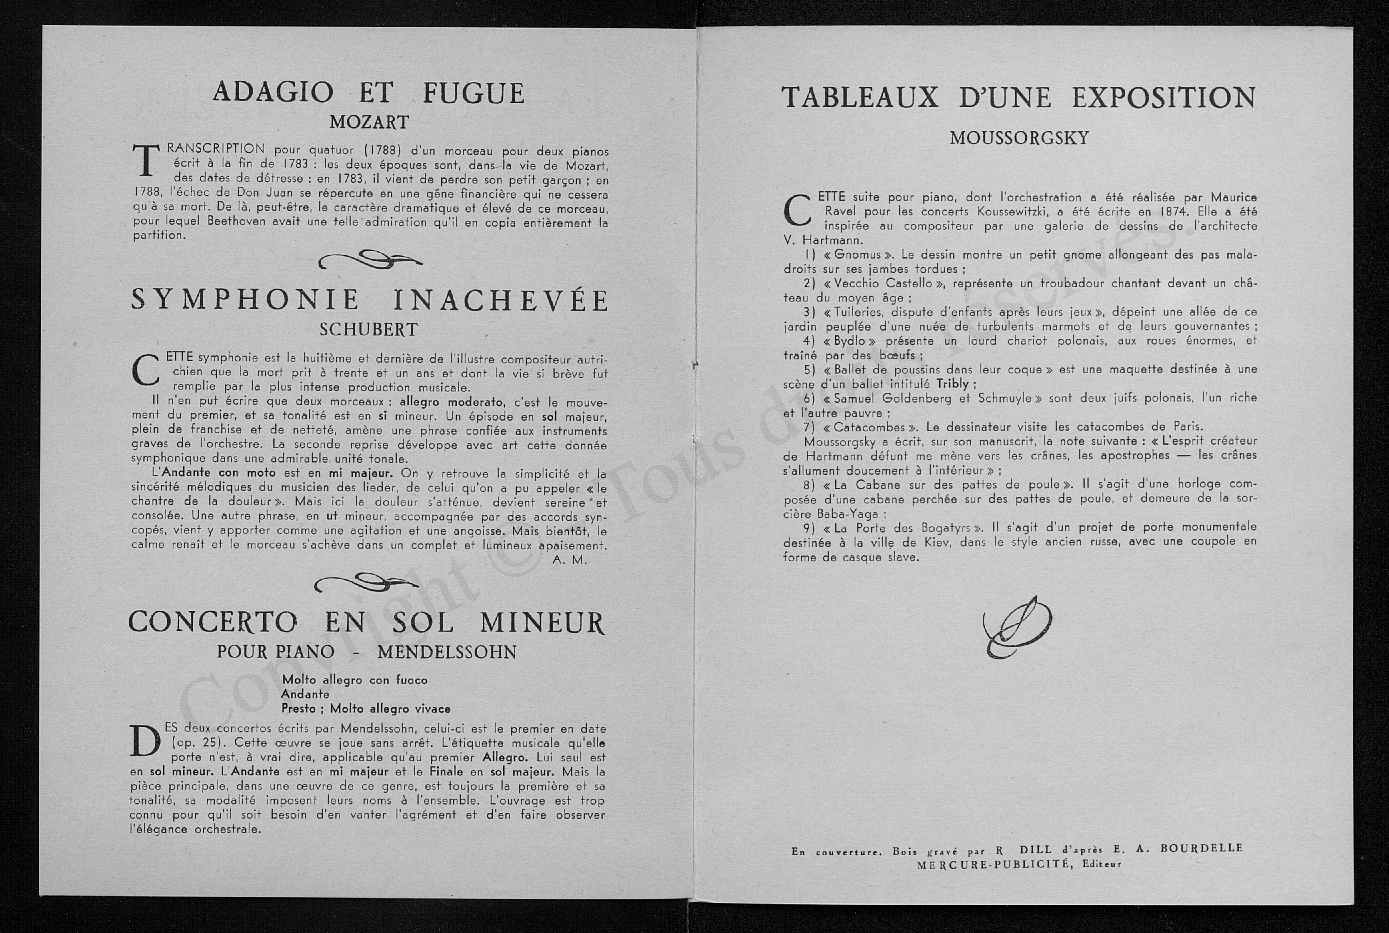 ADAGIO ET FUGUE
MOZART
TRANSCRIPTION pour quatuor (1788) d'un morceau pour deux pianos
écrit à la fin de 1783 : les deux époques sont, dans la vie de Mozart,
des dates de détresse : en 1783, il vient de perdre son petit garçon ; en
1788, l'échec de Don Juan se répercute en une gêne financière qui ne cessera
qu'à sa mort. De là, peut-être, le caractère dramatique et élevé de ce morceau,
pour lequel Beethoven avait une telle admiration qu'il en copia entièrement la
partition.
SYMPHONIE INACHEVÉE
SCHUBERT
CETTE symphonie est la huitième et dernière de l'illustre compositeur autri-
chien que la mort prit à trente et un ans et dont la vie si brève fut
remplie par la plus intense production musicale.
Il n'en put écrire que deux morceaux : allegro moderato, c'est le mouve-
ment du premier, et sa tonalité est en si mineur. Un épisode en sol majeur,
plein de franchise et de netteté, amène une phrase confiée aux instruments
graves de l'orchestre. La seconde reprise développe avec art cette donnée
symphonique dans une admirable unité tonale.
L'Andante con moto est en mi majeur. On y retrouve la simplicité et la
sincérité mélodiques du musicien des lieder, de celui qu'on a pu appeler « le
chantre de la douleur ». Mais ici la douleur s'atténue, devient sereine et
consolée. Une autre phrase, en ut mineur, accompagnée par des accords syn-
copés, vient y apporter comme une agitation et une angoisse. Mais bientôt, le
calme renaît et le morceau s'achève dans un complet et lumineux apaisement.
A. M.
CONCERTO EN SOL MINEUR
POUR PIANO - MENDELSSOHN
Molto allegro con fuoco
Andante
Presto ; Molto allegro vivace
DES deux concertos écrits par Mendelssohn, celui-ci est le premier en date
(op. 25). Cette œuvre se joue sans arrêt. L'étiquette musicale qu'elle
porte n'est, à vrai dire, applicable qu'au premier Allegro. Lui seul est
en sol mineur. L'Andante est en mi majeur et le Finale en sol majeur. Mais la
pièce principale, dans une œuvre de ce genre, est toujours la première et sa
tonalité, sa modalité imposent leurs noms à l'ensemble. L'ouvrage est trop
connu pour qu'il soit besoin d'en vanter l'agrément et d'en faire observer
l'élégance orchestrale.
TABLEAUX D'UNE EXPOSITION
MOUSSORGSKY
CETTE suite pour piano, dont l'orchestration a été réalisée par Maurice
Ravel pour les concerts Koussewitzki, a été écrite en 1874. Elle a été
inspirée au compositeur par une galerie de dessins de l'architecte
V. Hartmann.
1) « Gnomus ». Le dessin montre un petit gnome allongeant des pas mala-
droits sur ses jambes tordues ;
2) « Vecchio Castello », représente un troubadour chantant devant un châ-
teau du moyen âge ;
3) « Tuileries, dispute d'enfants après leurs jeux », dépeint une allée de ce
jardin peuplée d'une nuée de turbulents marmots et de leurs gouvernantes ;
4) « Bydlo » présente un lourd chariot polonais, aux roues énormes, et
traîné par des bœufs ;
5) « Ballet de poussins dans leur coque » est une maquette destinée à une
scène d'un ballet intitulé Tribly ;
6) « Samuel Goldenberg et Schmuyle » sont deux juifs polonais, l'un riche
et l'autre pauvre ;
7) « Catacombes ». Le dessinateur visite les catacombes de Paris.
Moussorgsky a écrit, sur son manuscrit, la note suivante : « L'esprit créateur
de Hartmann défunt me mène vers les crânes, les apostrophes — les crânes
s'allument doucement à l'intérieur » ;
8) « La Cabane sur des pattes de poule ». Il s'agit d'une horloge com-
posée d'une cabane perchée sur des pattes de poule, et demeure de la sor-
cière Baba-Yaga ;
9) « La Porte des Bogatyrs ». Il s'agit d'un projet de porte monumentale
destinée à la ville de Kiev, dans le style ancien russe, avec une coupole en
forme de casque slave.
En couverture. Bois gravé par R DILL d'après E. A. BOURDELLE
MERCURE-PUBLICITÉ, Editeur
Copyright © Tous droits réservés.